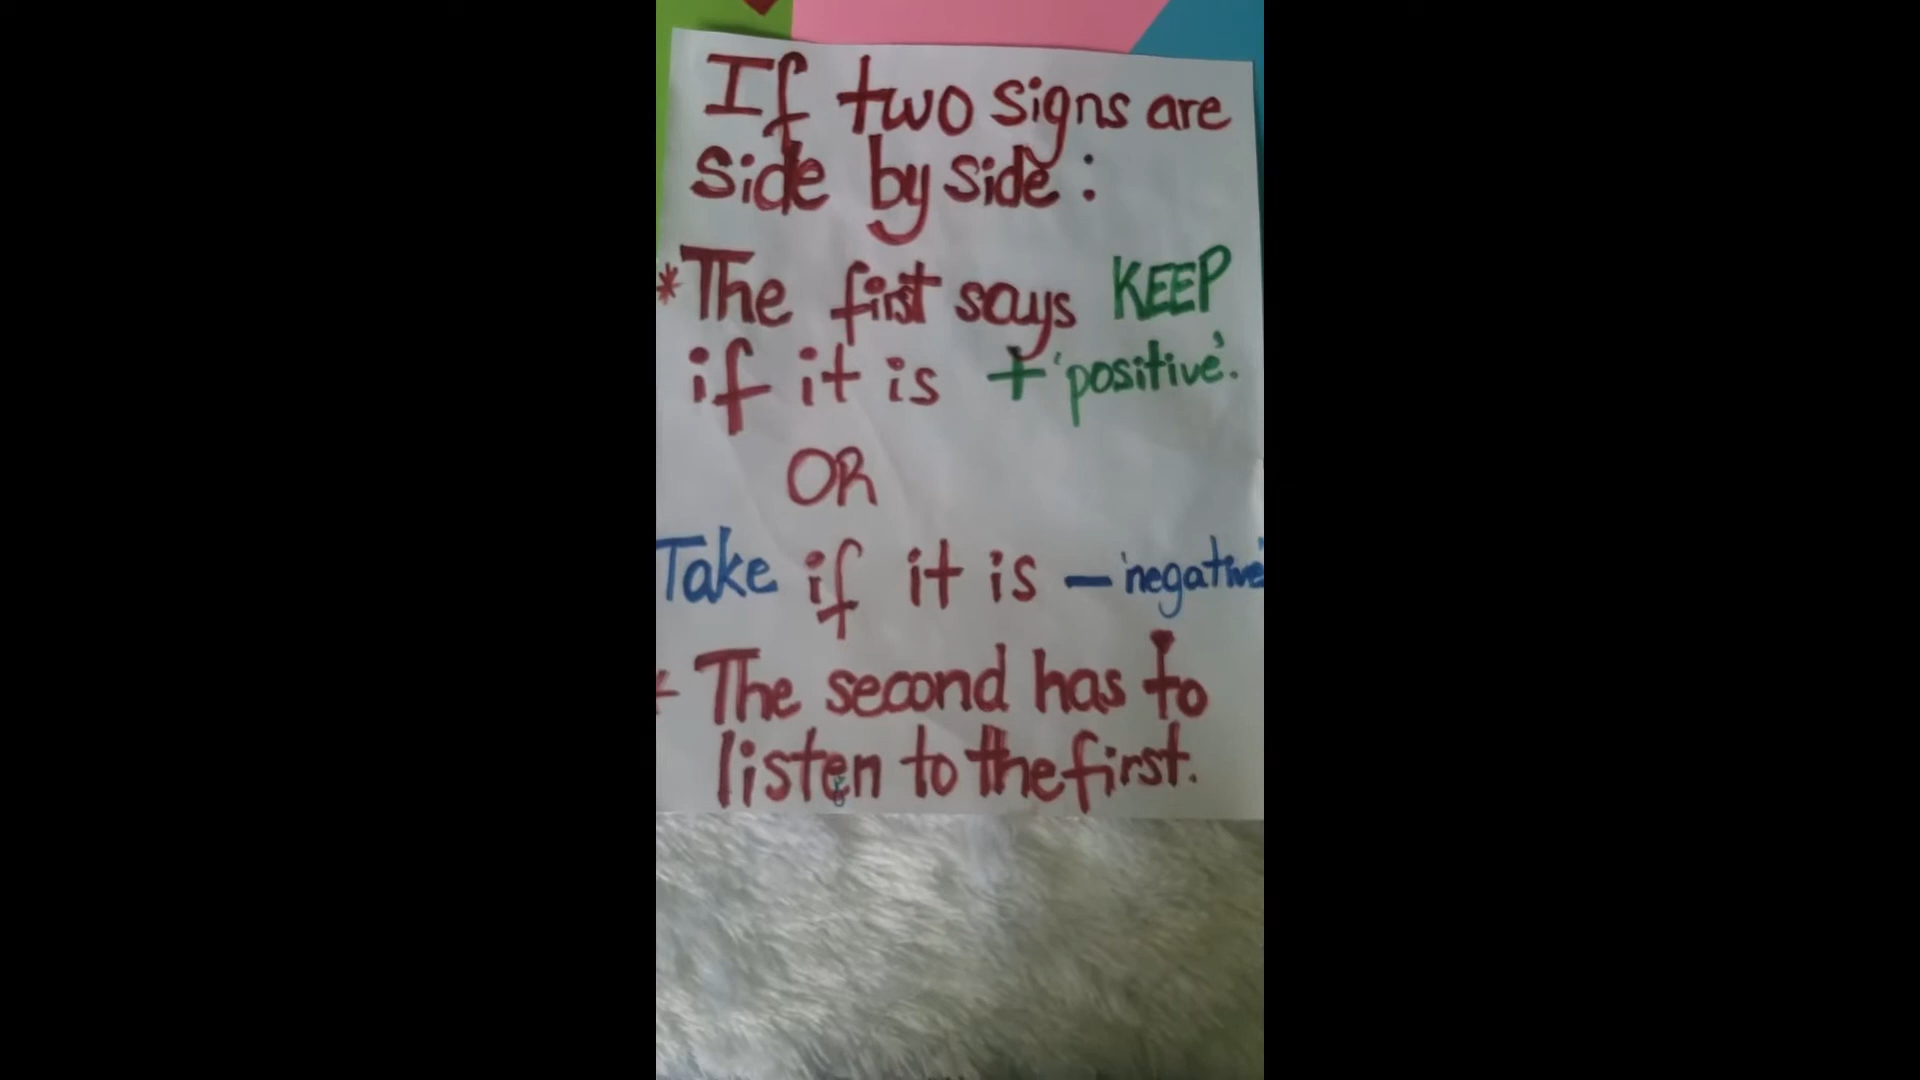 If two signs are
side by side:
*The first says KEEP
if it is + 'positive'.
OR
Take if it is – 'negative'
* The second has to
listen to the first.